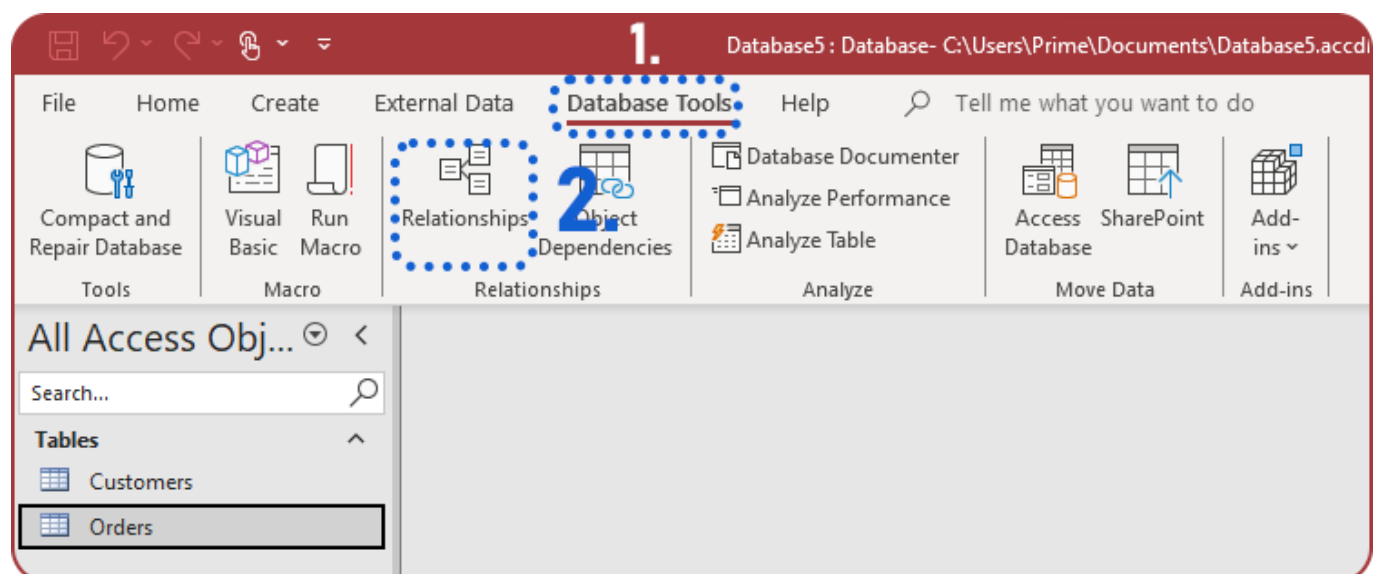 1.
Database5 : Database- C:\Users\Prime\Documents\Database5.accd
File Home Create External Data Database Tools Help Tell me what you want to do
Compact and
Repair Database
Visual
Basic
Run
Macro
Relationships
2.
Object
Dependencies
Database Documenter
Analyze Performance
Analyze Table
Access
Database
SharePoint
Add-
ins
Tools Macro Relationships Analyze Move Data Add-ins
All Access Obj...
Search...
Tables
Customers
Orders